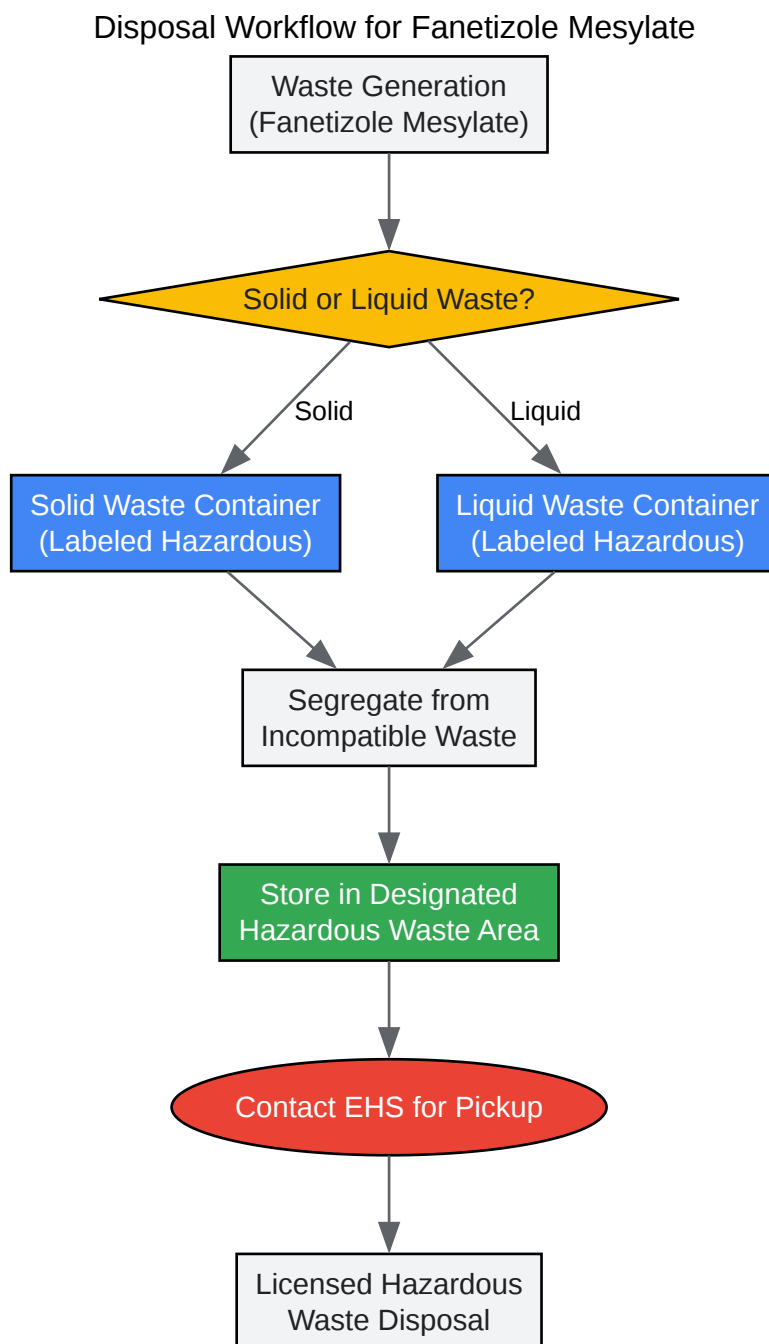 Disposal Workflow for Fanetizole Mesylate
Waste Generation
(Fanetizole Mesylate)
Solid or Liquid Waste?
Solid
Liquid
Solid Waste Container
(Labeled Hazardous)
Liquid Waste Container
(Labeled Hazardous)
Segregate from
Incompatible Waste
Store in Designated
Hazardous Waste Area
Contact EHS for Pickup
Licensed Hazardous
Waste Disposal